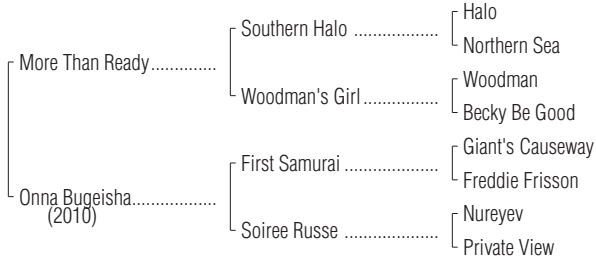 Halo
Southern Halo ..................
Northern Sea
More Than Ready..............
Woodman
Woodman's Girl ................
Becky Be Good
Giant's Causeway
First Samurai ....................
Freddie Frisson
Onna Bugeisha..................
(2010)
Nureyev
Soiree Russe ....................
Private View